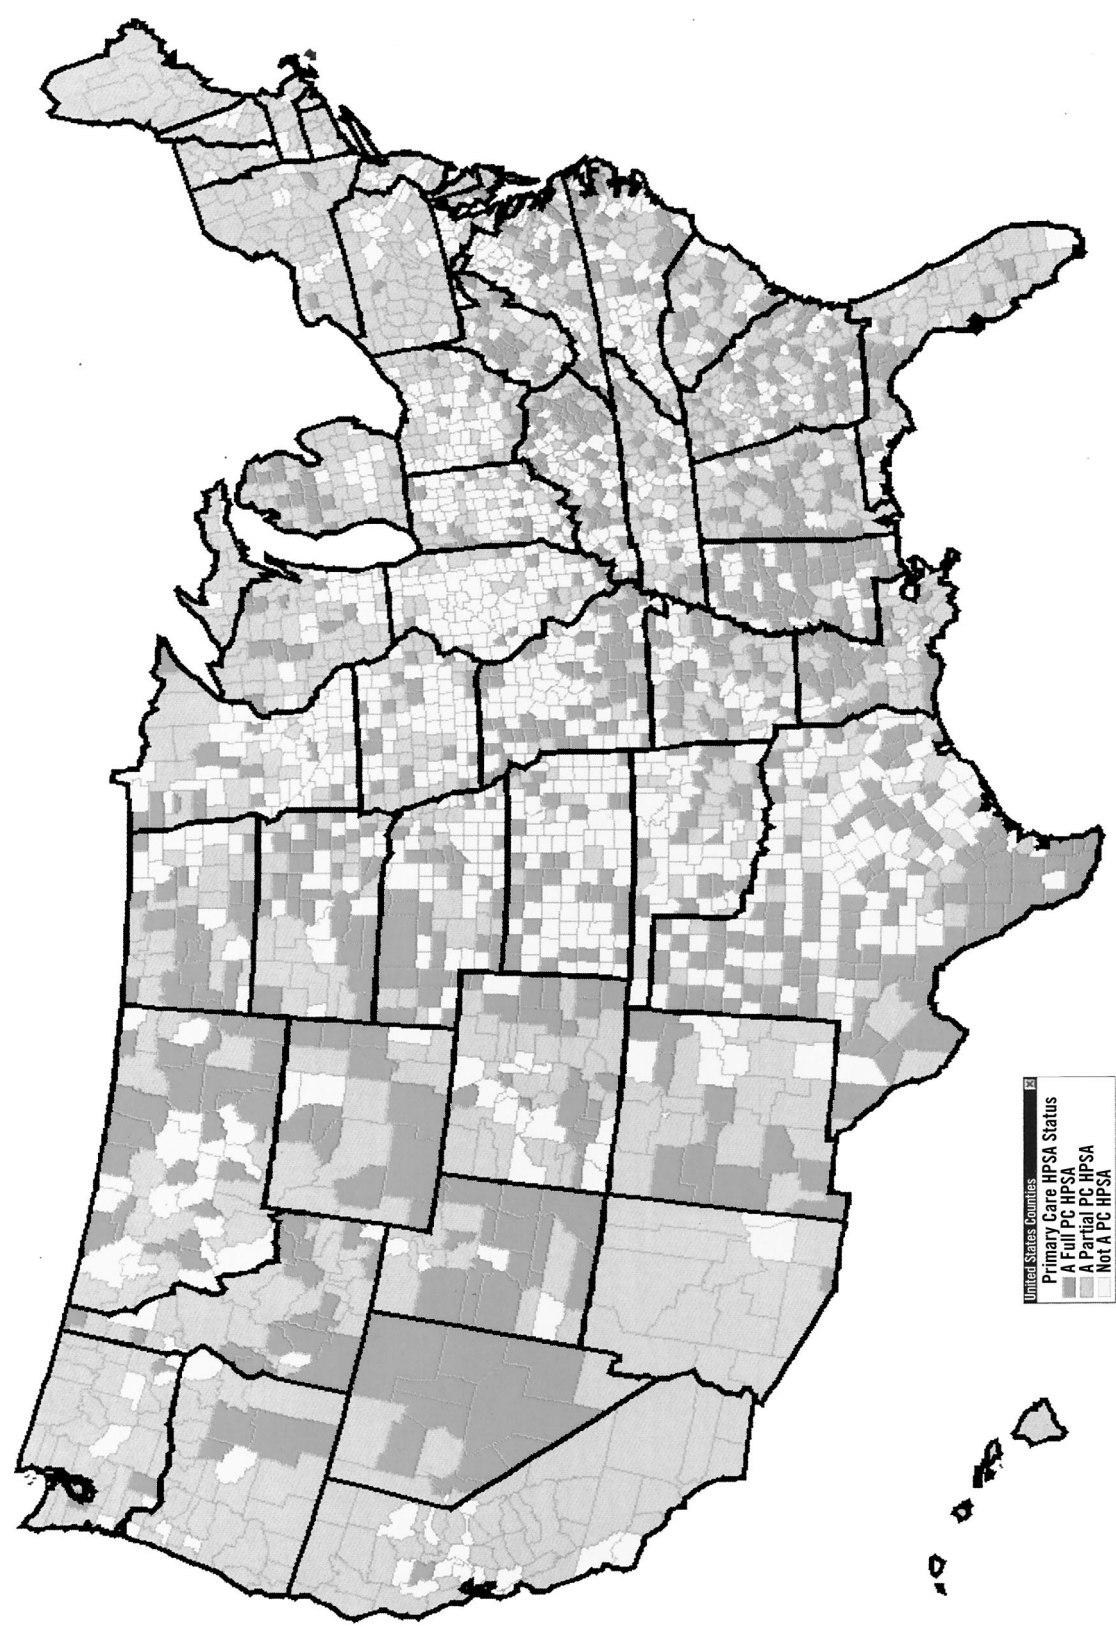 United States Counties
Primary Care HPSA Status
A Full PC HPSA
A Partial PC HPSA
Not A PC HPSA